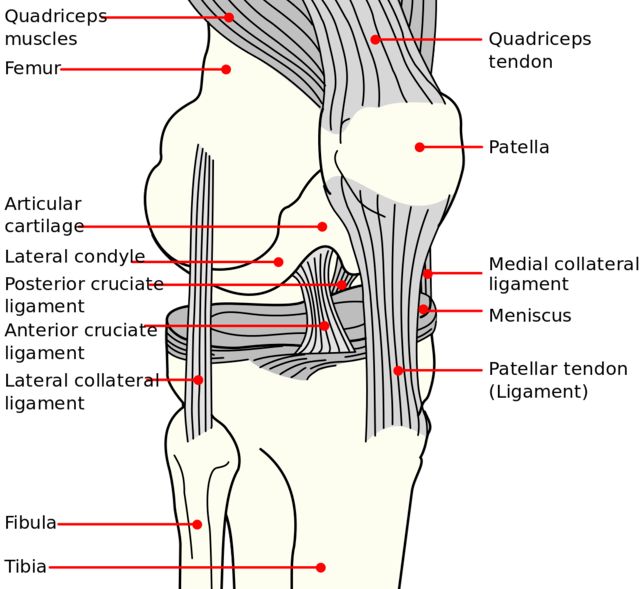 Quadriceps
muscles
Femur
Articular
cartilage
Lateral condyle
Posterior cruciate
ligament
Anterior cruciate
ligament
Lateral collateral
ligament
Fibula
Tibia
Quadriceps
tendon
Patella
Medial collateral
ligament
Meniscus
Patellar tendon
(Ligament)